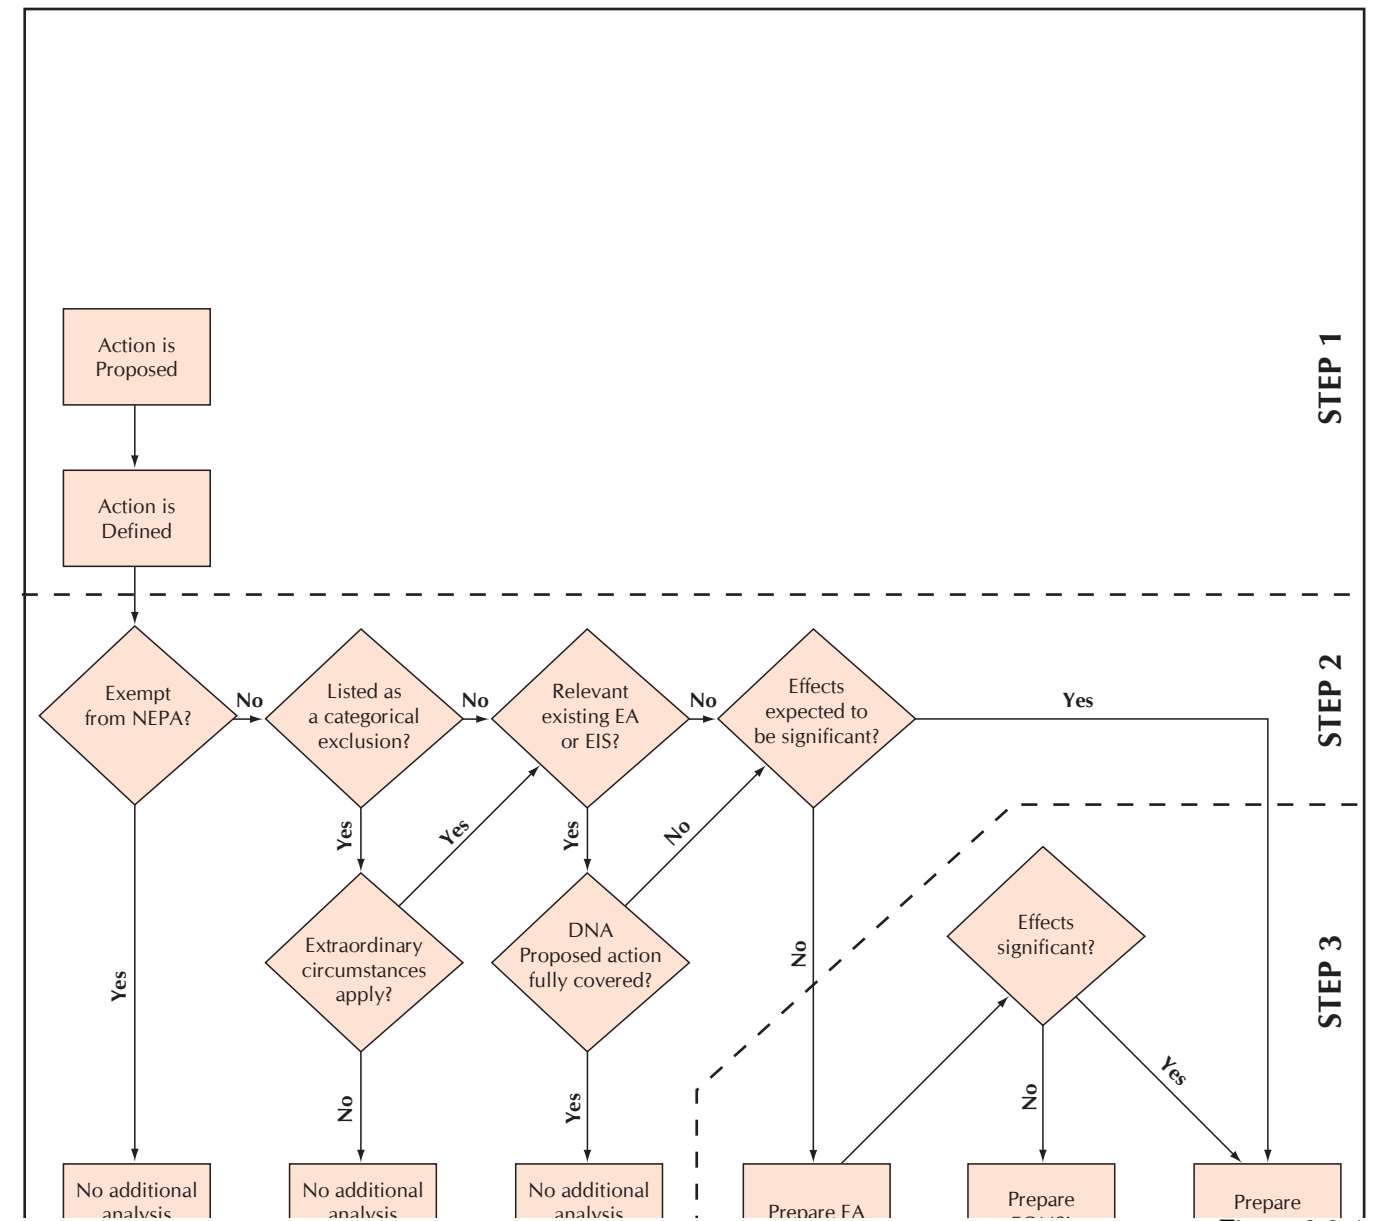 Action is
Proposed
STEP 1
Action is
Defined
Exempt
from NEPA?
No
Listed as
a categorical
exclusion?
No
Relevant
existing EA
or EIS?
No
Effects
expected to
be significant?
Yes
STEP 2
Yes
Yes
Yes
No
Extraordinary
circumstances
apply?
DNA
Proposed action
fully covered?
Effects
significant?
STEP 3
Yes
No
No
Yes
No
Yes
No additional
analysis
No additional
analysis
No additional
analysis
Prepare EA
Prepare
Prepare